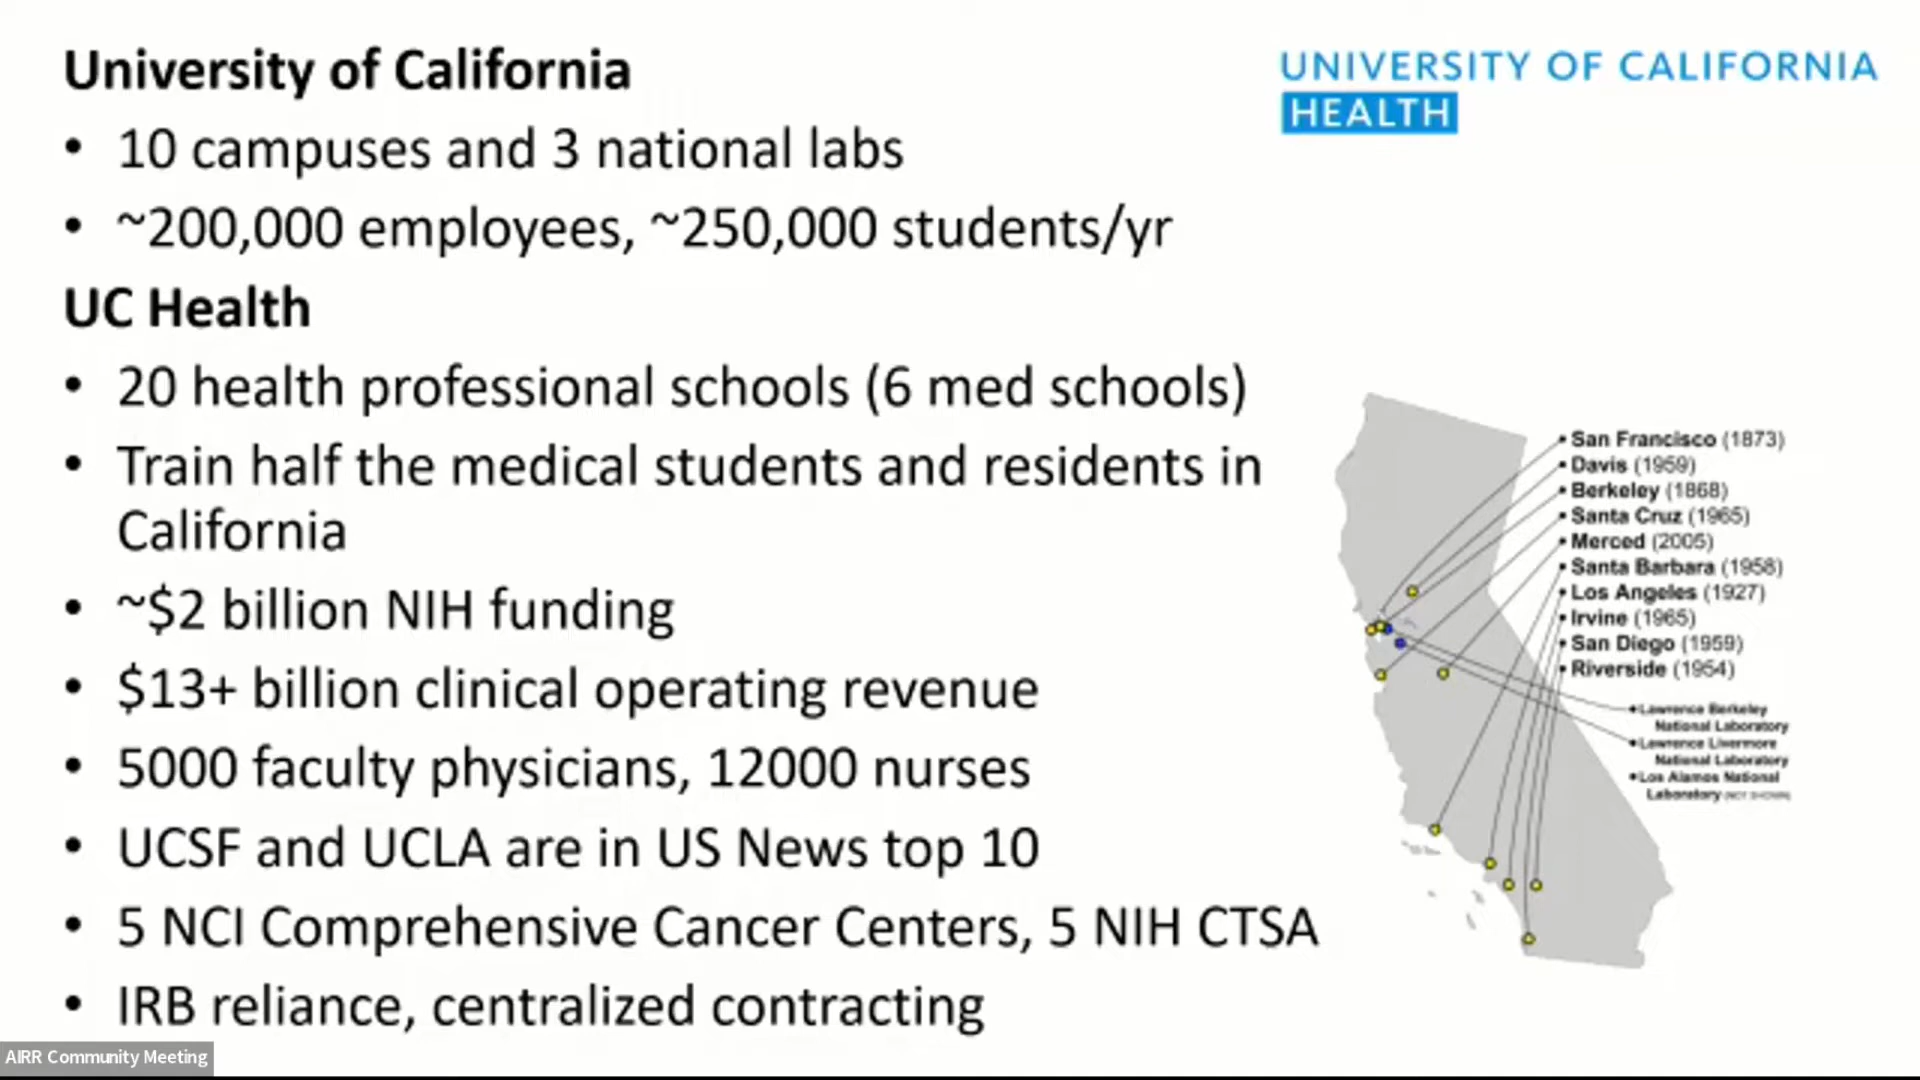 University of California
• 10 campuses and 3 national labs
• ~200,000 employees, ~250,000 students/yr
UC Health
• 20 health professional schools (6 med schools)
• Train half the medical students and residents in
California
• ~$2 billion NIH funding
• $13+ billion clinical operating revenue
• 5000 faculty physicians, 12000 nurses
• UCSF and UCLA are in US News top 10
• 5 NCI Comprehensive Cancer Centers, 5 NIH CTSA
• IRB reliance, centralized contracting
UNIVERSITY OF CALIFORNIA
HEALTH
• San Francisco (1873)
• Davis (1959)
• Berkeley (1868)
• Santa Cruz (1965)
• Merced (2005)
• Santa Barbara (1958)
• Los Angeles (1927)
• Irvine (1965)
• San Diego (1959)
• Riverside (1954)
• Lawrence Berkeley
National Laboratory
• Lawrence Livermore
National Laboratory
• Los Alamos National
Laboratory (NOT SHOWN)
AIRR Community Meeting